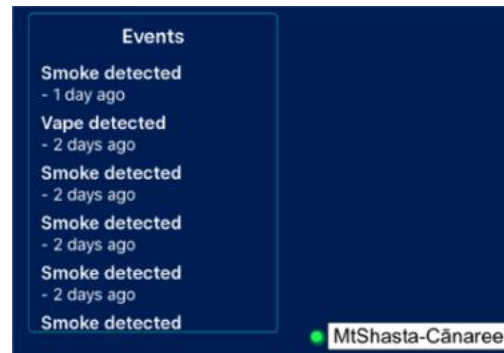 Events
Smoke detected
- 1 day ago
Vape detected
- 2 days ago
Smoke detected
- 2 days ago
Smoke detected
- 2 days ago
Smoke detected
- 2 days ago
Smoke detected
MtShasta-Cānaree